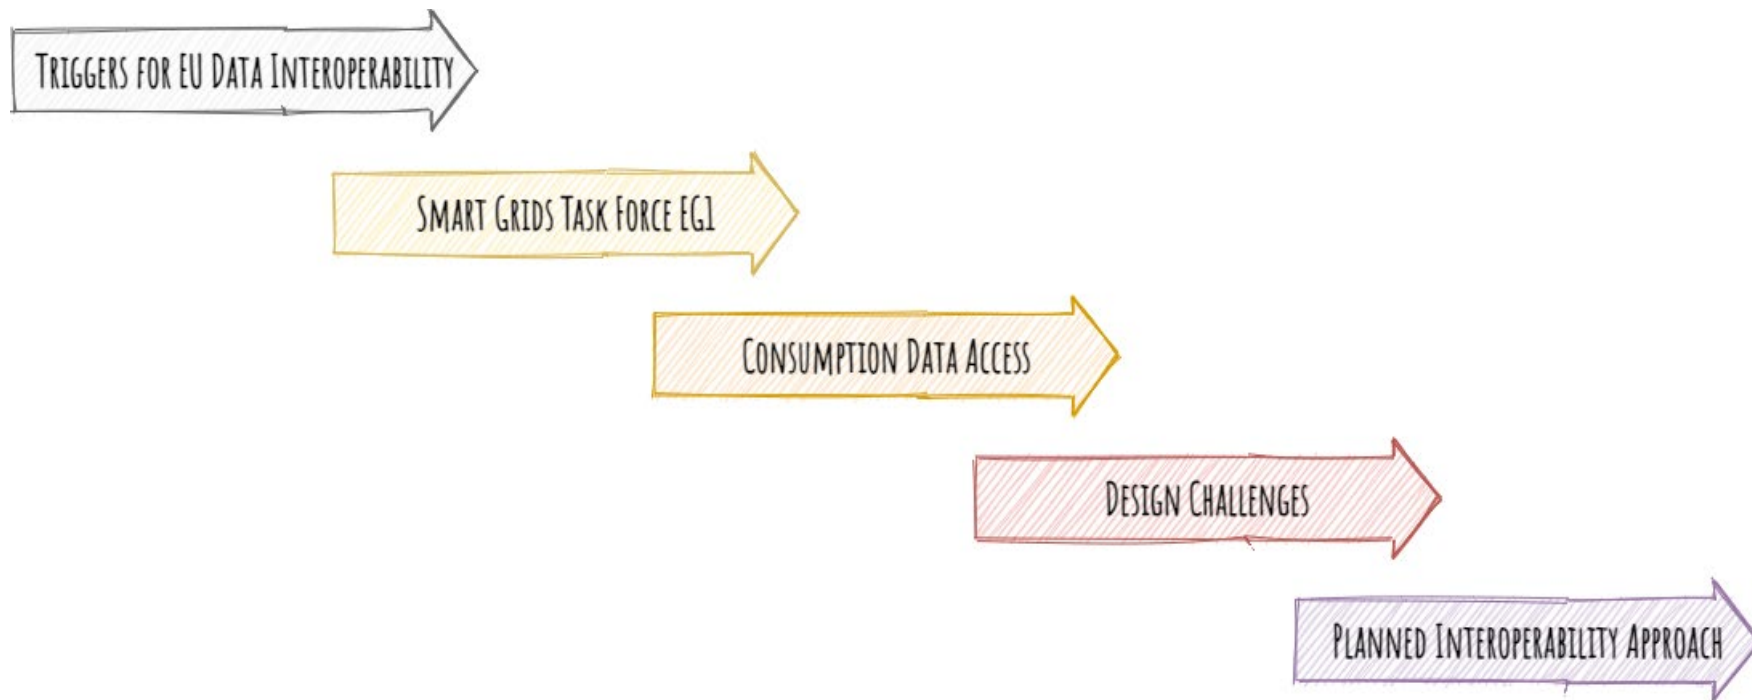 Triggers for EU Data Interoperability
Smart Grids Task Force EG1
Consumption Data Access
Design Challenges
Planned Interoperability Approach